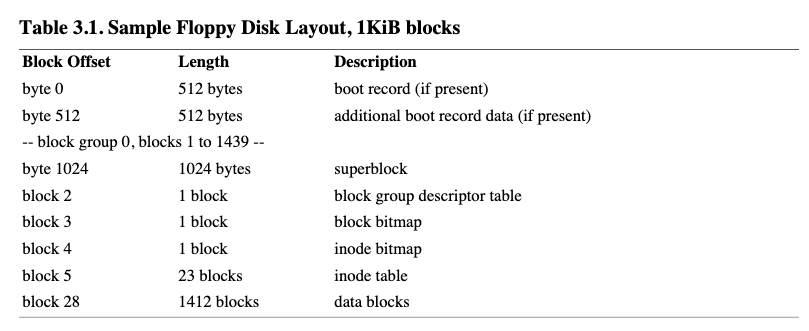 Table 3.1. Sample Floppy Disk Layout, 1KiB blocks
Block Offset Length Description
byte 0 512 bytes boot record (if present)
byte 512 512 bytes additional boot record data (if present)
-- block group 0, blocks 1 to 1439 --
byte 1024 1024 bytes superblock
block 2 1 block block group descriptor table
block 3 1 block block bitmap
block 4 1 block inode bitmap
block 5 23 blocks inode table
block 28 1412 blocks data blocks